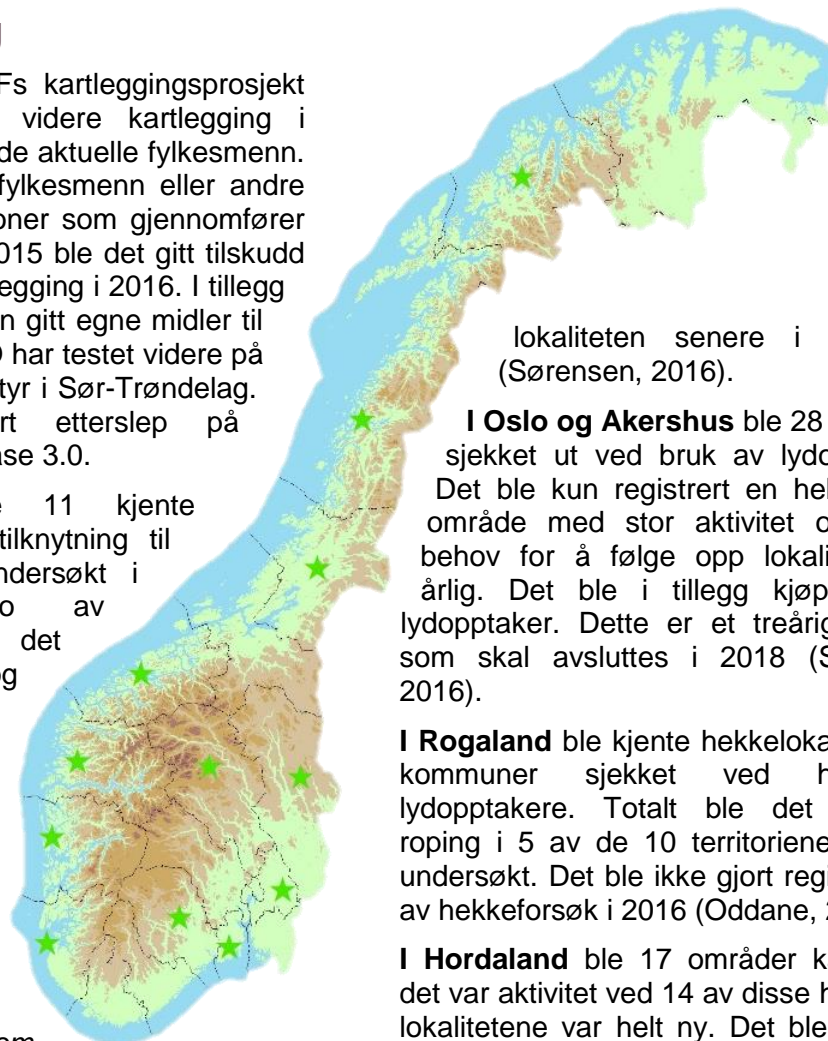 Fs kartleggingsprosjekt
videre kartlegging i
de aktuelle fylkesmenn.
fylkesmenn eller andre
oner som gjennomfører
015 ble det gitt tilskudd
egging i 2016. I tillegg
n gitt egne midler til
har testet videre på
tyr i Sør-Trøndelag.
rt etterslep på
ase 3.0.
11 kjente
tilknytning til
ndersøkt i
o av
det
og
om
lokaliteten senere i
(Sørensen, 2016).
I Oslo og Akershus ble 28
sjekket ut ved bruk av lydo
Det ble kun registrert en hel
område med stor aktivitet o
behov for å følge opp lokali
årlig. Det ble i tillegg kjøp
lydopptaker. Dette er et treårig
som skal avsluttes i 2018 (S
2016).
I Rogaland ble kjente hekkeloka
kommuner sjekket ved h
lydopptakere. Totalt ble det
roping i 5 av de 10 territoriene
undersøkt. Det ble ikke gjort regi
av hekkeforsøk i 2016 (Oddane, 2
I Hordaland ble 17 områder k
det var aktivitet ved 14 av disse h
lokalitetene var helt ny. Det ble